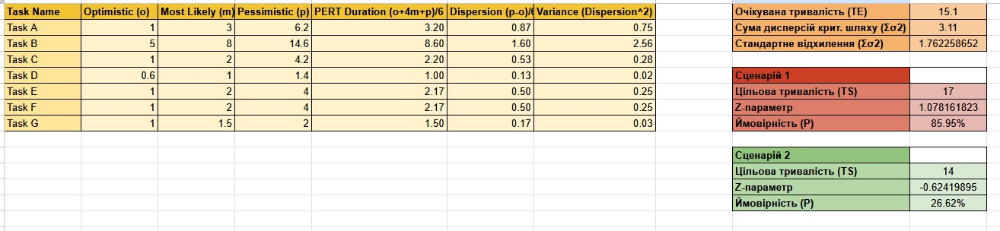 Task Name Optimistic (o) Most Likely (m) Pessimistic (p) PERT Duration (o+4m+p)/6 Dispersion (p-o)/6 Variance (Dispersion^2)
Task A 1 3 6.2 3.20 0.87 0.75
Task B 5 8 14.6 8.60 1.60 2.56
Task C 1 2 4.2 2.20 0.53 0.28
Task D 0.6 1 1.4 1.00 0.13 0.02
Task E 1 2 4 2.17 0.50 0.25
Task F 1 2 4 2.17 0.50 0.25
Task G 1 1.5 2 1.50 0.17 0.03
Очікувана тривалість (TE) 15.1
Сума дисперсій крит. шляху (Σσ2) 3.11
Стандартне відхилення (Σσ2) 1.762258652
Сценарій 1
Цільова тривалість (TS) 17
Z-параметр 1.078161823
Ймовірність (P) 85.95%
Сценарій 2
Цільова тривалість (TS) 14
Z-параметр -0.62419895
Ймовірність (P) 26.62%